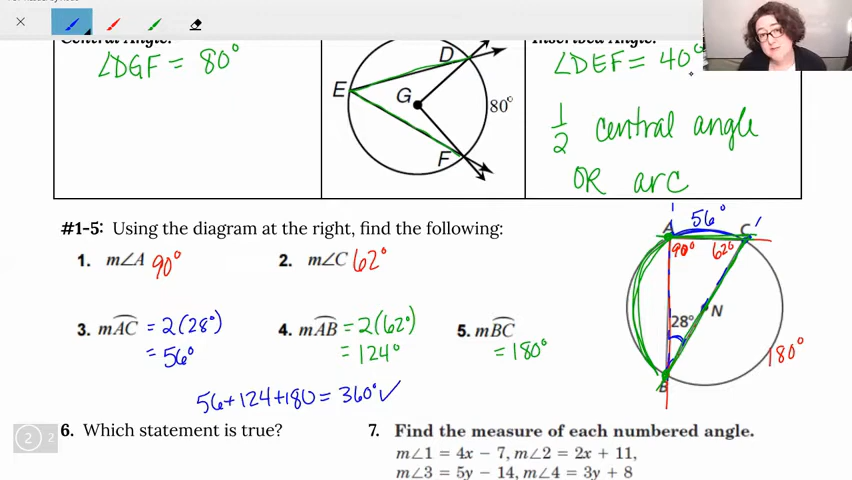 Central Angle:
∠DGF = 80°
D
E
G
F
80°
Inscribed Angle:
∠DEF = 40°
1/2 central angle
OR arc
#1-5: Using the diagram at the right, find the following:
1. m∠A 90°
2. m∠C 62°
3. mAC = 2(28°)
= 56°
4. mAB = 2(62°)
= 124°
5. mBC
= 180°
56+124+180 = 360° ✓
56°
A
C
90°
62°
N
28°
180°
B
2
2
6. Which statement is true?
7. Find the measure of each numbered angle.
m∠1 = 4x − 7, m∠2 = 2x + 11,
m∠3 = 5y − 14, m∠4 = 3y + 8